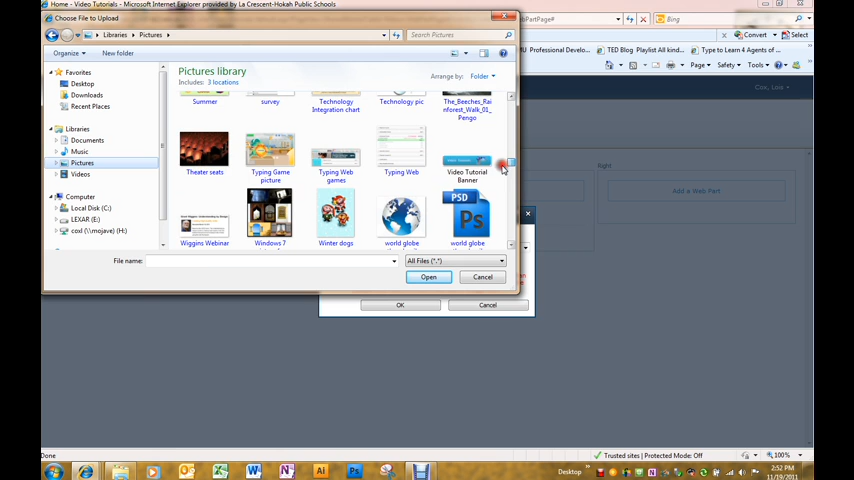 Home - Video Tutorials - Microsoft Internet Explorer provided by La Crescent-Hokah Public Schools
Choose File to Upload
Libraries
Pictures
Search Pictures
Bing
Organize
New folder
Convert
Select
TED Blog
Playlist All kind...
Type to Learn 4 Agents of ...
Page
Safety
Tools
Favorites
Desktop
Downloads
Recent Places
Libraries
Documents
Music
Pictures
Videos
Computer
Local Disk (C:)
LEXAR (E:)
coxl (\\mojave) (H:)
Pictures library
Includes: 3 locations
Arrange by: Folder
Summer
survey
Technology Integration chart
Technology pic
The_Beeches_Rainforest_Walk_01_Pengo
Theater seats
Typing Game picture
Typing Web games
Typing Web
Video Tutorial Banner
Wiggins Webinar
Windows 7
Winter dogs
world globe
PSD
Ps
world globe
File name:
All Files (*.*)
Open
Cancel
OK
Cancel
Right
Add a Web Part
Done
Trusted sites | Protected Mode: Off
100%
Desktop
2:52 PM
11/19/2011